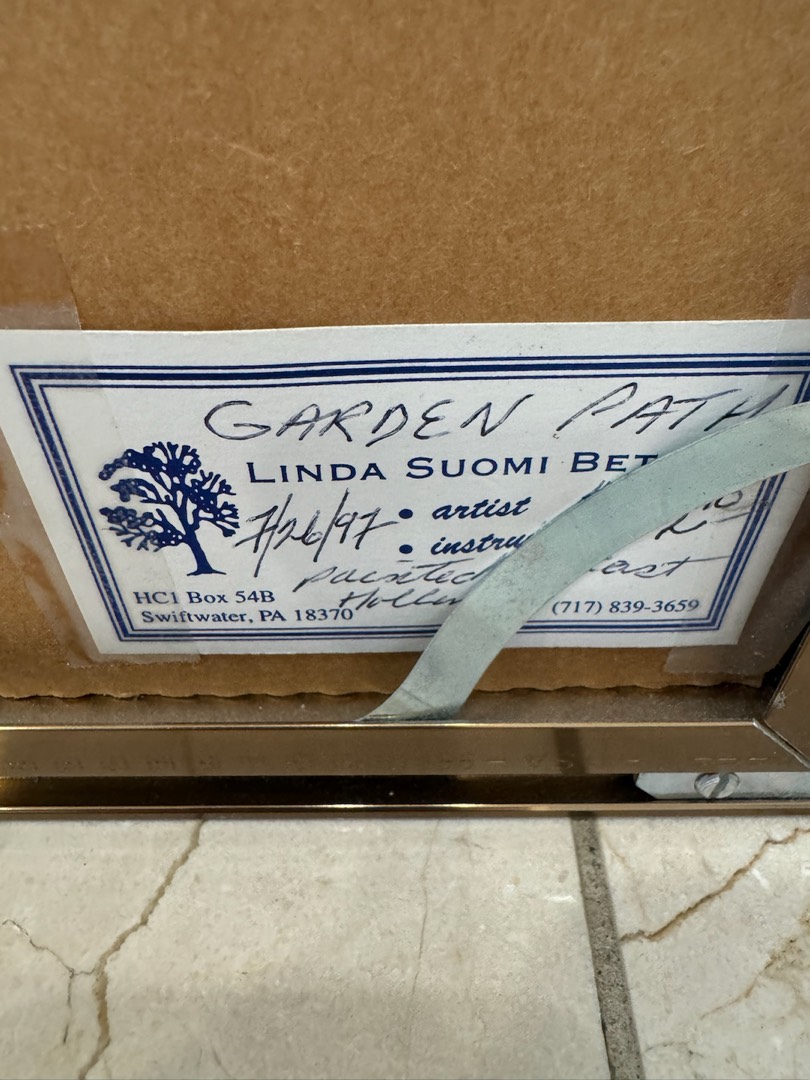 GARDEN PATH
LINDA SUOMI BET
7/26/97 • artist
• instru
painted ast
HC1 Box 54B
Swiftwater, PA 18370 (717) 839-3659